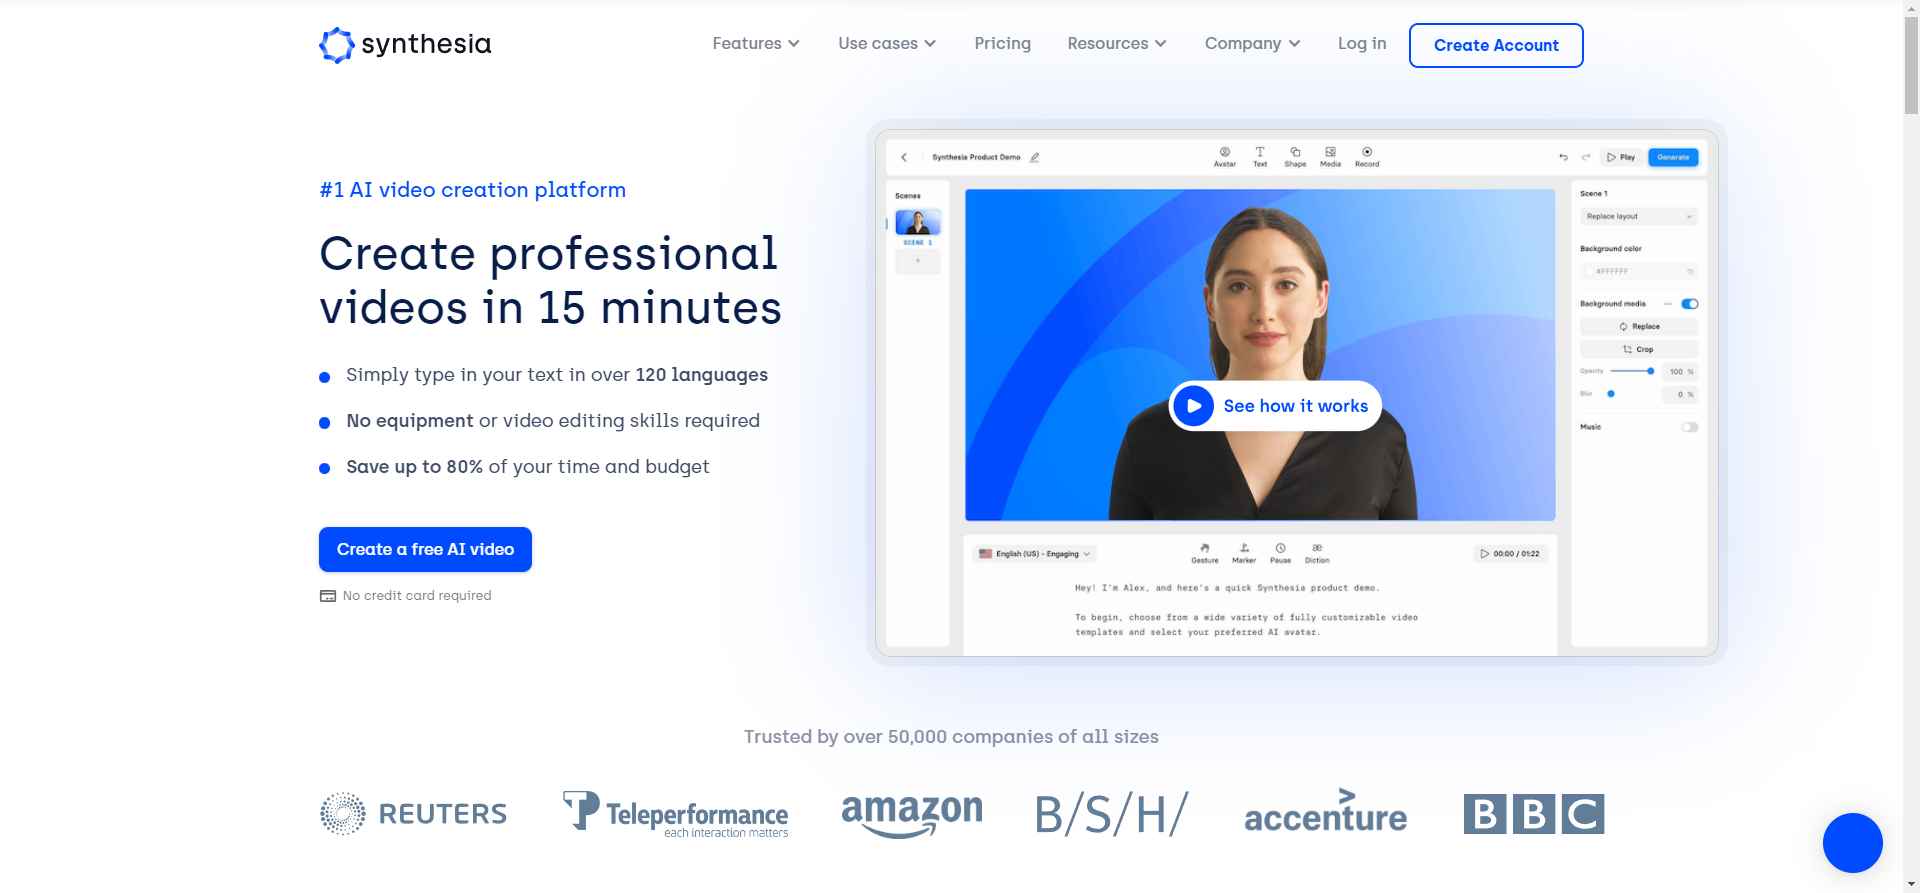 synthesia
Features
Use cases
Pricing
Resources
Company
Log in
Create Account
#1 AI video creation platform
Create professional
videos in 15 minutes
Simply type in your text in over 120 languages
No equipment or video editing skills required
Save up to 80% of your time and budget
Create a free AI video
No credit card required
Synthesia Product Demo
Avatar
Text
Shape
Media
Record
Play
Generate
Scenes
SCENE 1
+
See how it works
Scene 1
Replace layout
Background color
#FFFFFF
Background media
Replace
Crop
Opacity
100 %
Blur
0 %
Music
English (US) - Engaging
Gesture
Marker
Pause
Diction
00:00 / 01:22
Hey! I'm Alex, and here's a quick Synthesia product demo.
To begin, choose from a wide variety of fully customizable video
templates and select your preferred AI avatar.
Trusted by over 50,000 companies of all sizes
REUTERS
Teleperformance
each interaction matters
amazon
B/S/H/
accenture
BBC